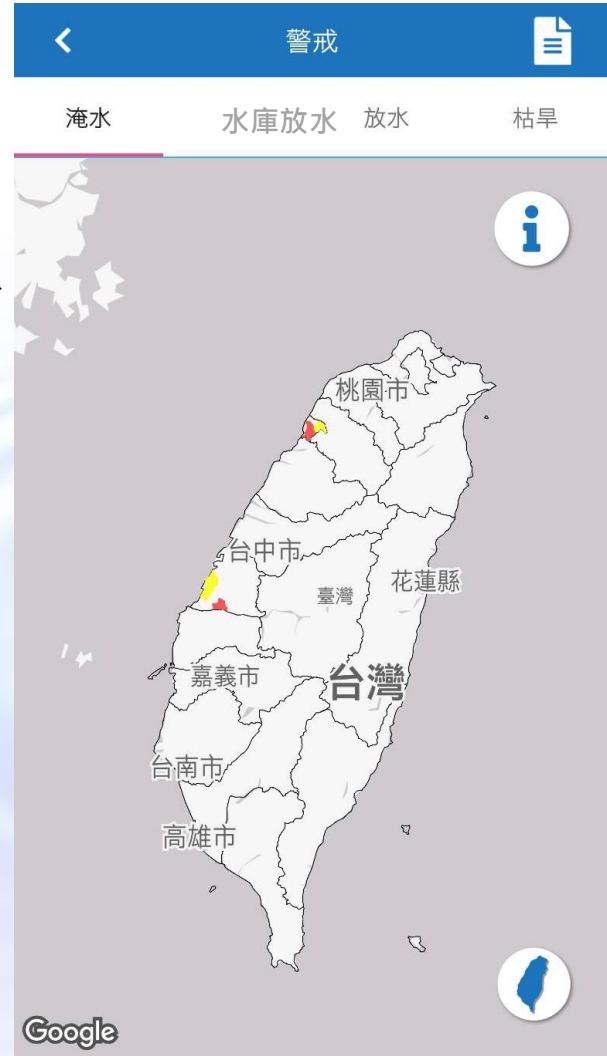 警戒
淹水 水庫放水 放水 枯旱
桃園市
台中市
臺灣
花蓮縣
嘉義市
台灣
台南市
高雄市
Google